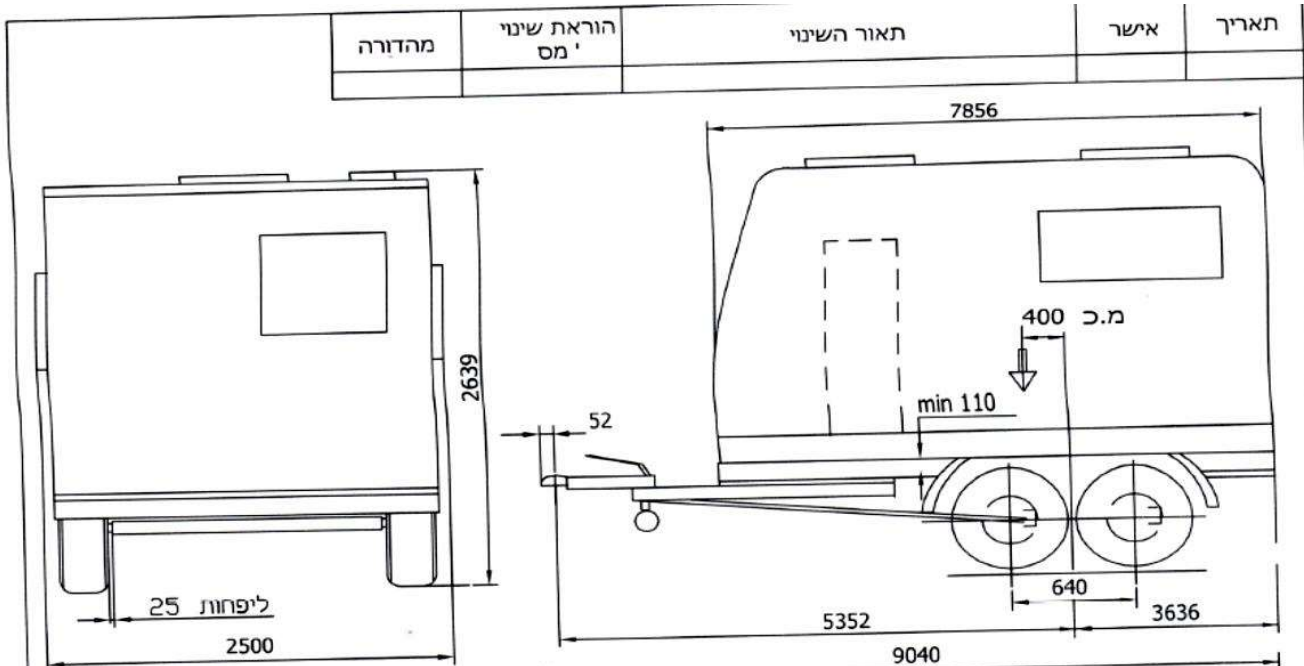 תאריך
אישר
תאור השינוי
הוראת שינוי
מס '
מהדורה
7856
2639
מ.כ 400
min 110
52
640
ליפחות 25
5352
3636
2500
9040